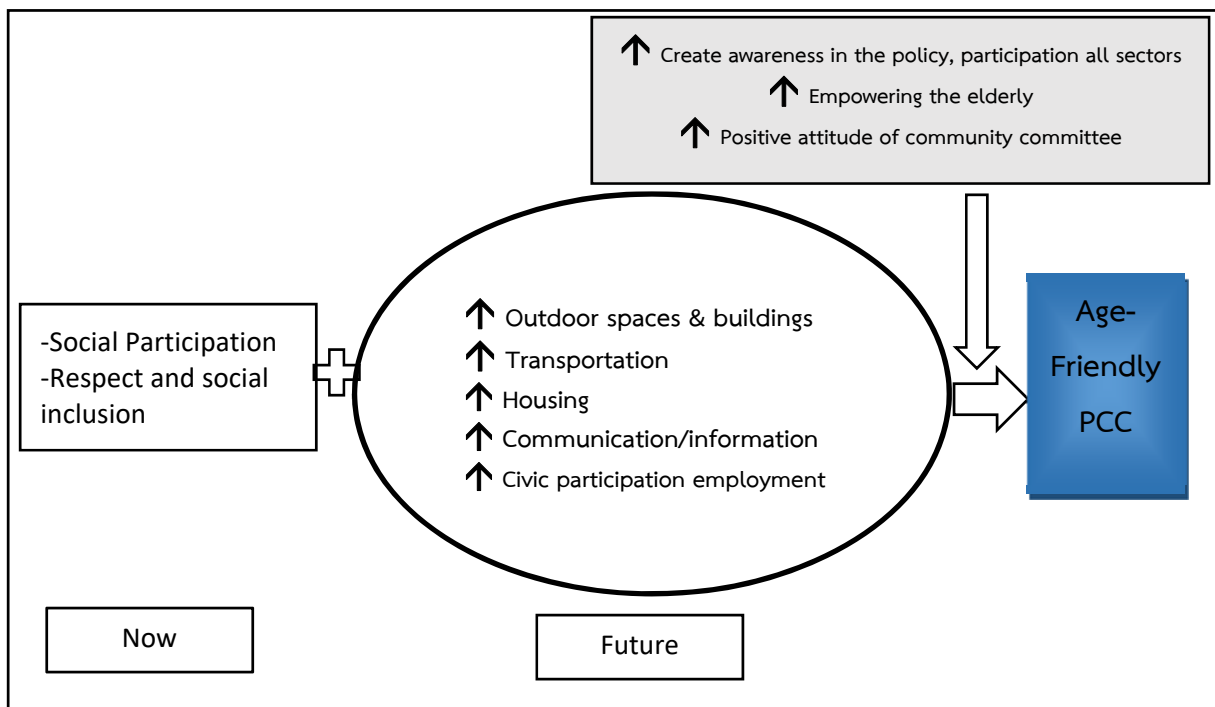 ↑ Create awareness in the policy, participation all sectors
↑ Empowering the elderly
↑ Positive attitude of community committee
-Social Participation
-Respect and social
inclusion
↑ Outdoor spaces & buildings
↑ Transportation
↑ Housing
↑ Communication/information
↑ Civic participation employment
Age-
Friendly
PCC
Now
Future